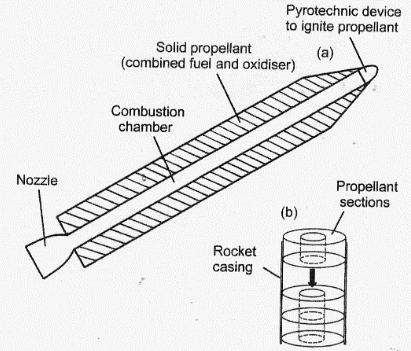 Pyrotechnic device
to ignite propellant
(a)
Solid propellant
(combined fuel and oxidiser)
Combustion
chamber
Nozzle
(b)
Propellant
sections
Rocket
casing